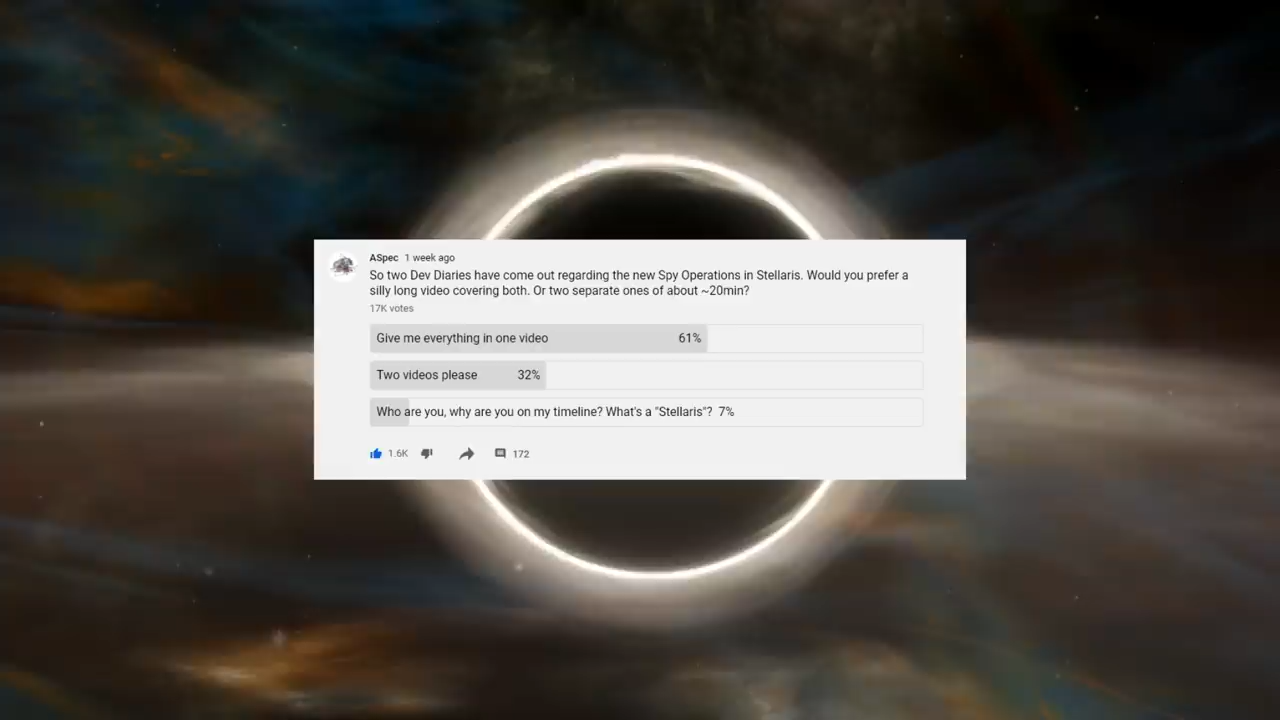 ASpec 1 week ago
So two Dev Diaries have come out regarding the new Spy Operations in Stellaris. Would you prefer a
silly long video covering both. Or two separate ones of about ~20min?
17K votes
Give me everything in one video 61%
Two videos please 32%
Who are you, why are you on my timeline? What's a "Stellaris"? 7%
1.6K 172